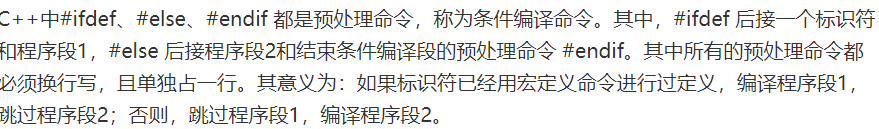 C++中#ifdef、#else、#endif 都是预处理命令，称为条件编译命令。其中，#ifdef 后接一个标识符
和程序段1，#else 后接程序段2和结束条件编译段的预处理命令 #endif。其中所有的预处理命令都
必须换行写，且单独占一行。其意义为：如果标识符已经用宏定义命令进行过定义，编译程序段1，
跳过程序段2；否则，跳过程序段1，编译程序段2。